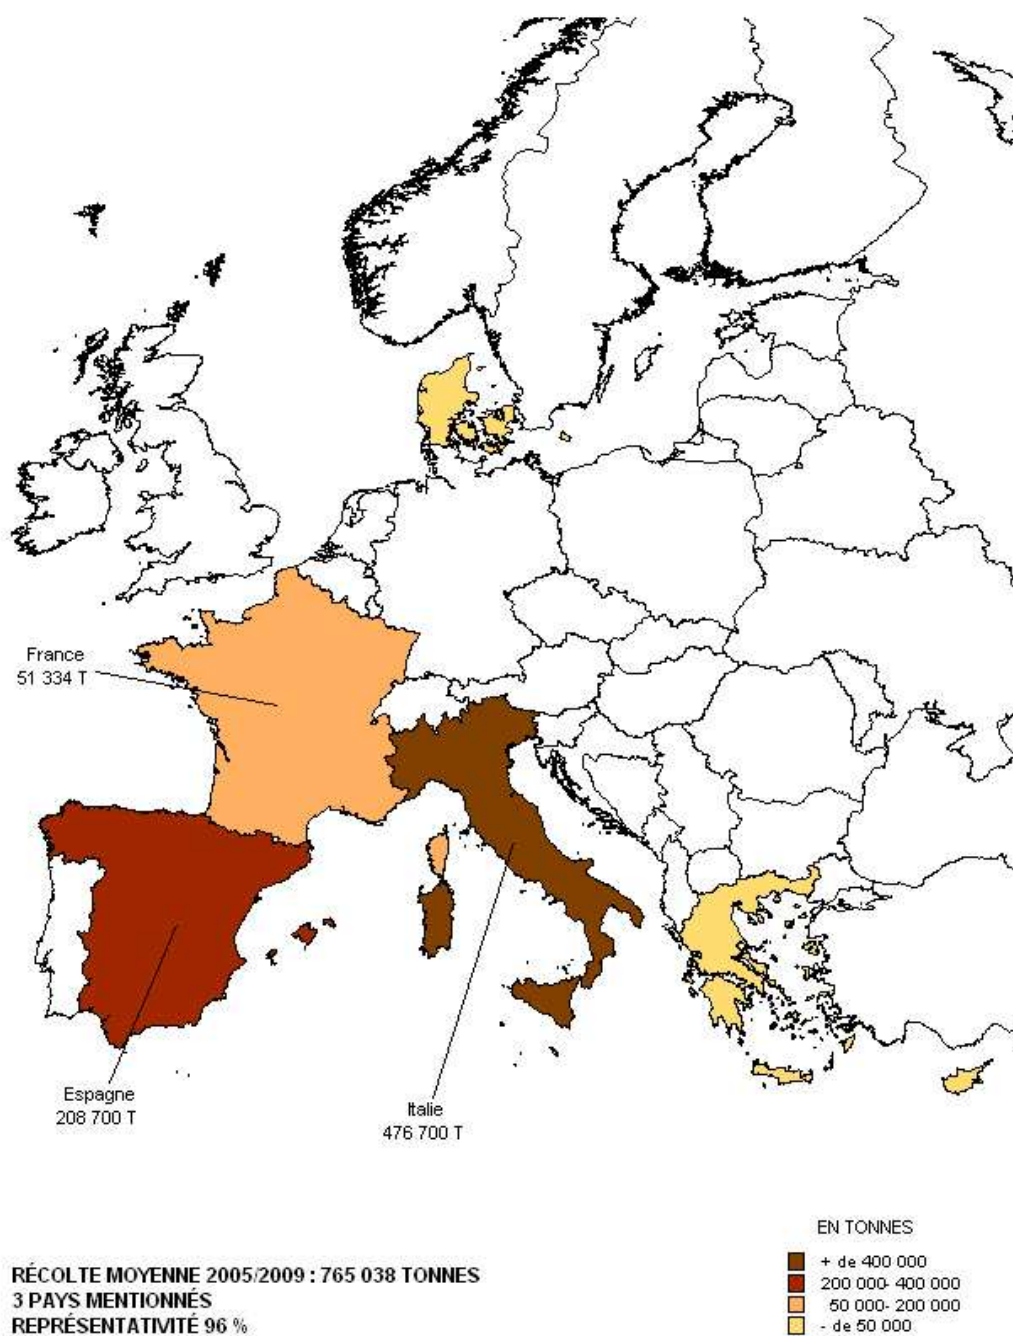 France
51 334 T
Espagne
208 700 T
Italie
476 700 T
EN TONNES
+ de 400 000
200 000- 400 000
50 000- 200 000
- de 50 000
RÉCOLTE MOYENNE 2005/2009 : 765 038 TONNES
3 PAYS MENTIONNÉS
REPRÉSENTATIVITÉ 96 %